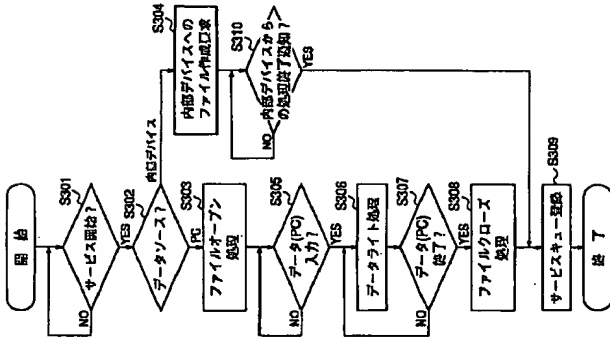 開始
S301
サービス開始?
NO
YES
S302
データソース?
内部デバイス
PC
S303
ファイルオープン
処理
S304
内部デバイスへの
ファイル作成要求
S310
内部デバイスから
の処理終了通知?
NO
YES
S305
データ(PC)
入力?
NO
YES
S306
データライト処理
S307
データ(PC)
終了?
NO
YES
S308
ファイルクローズ
処理
S309
サービスキュー登録
終了